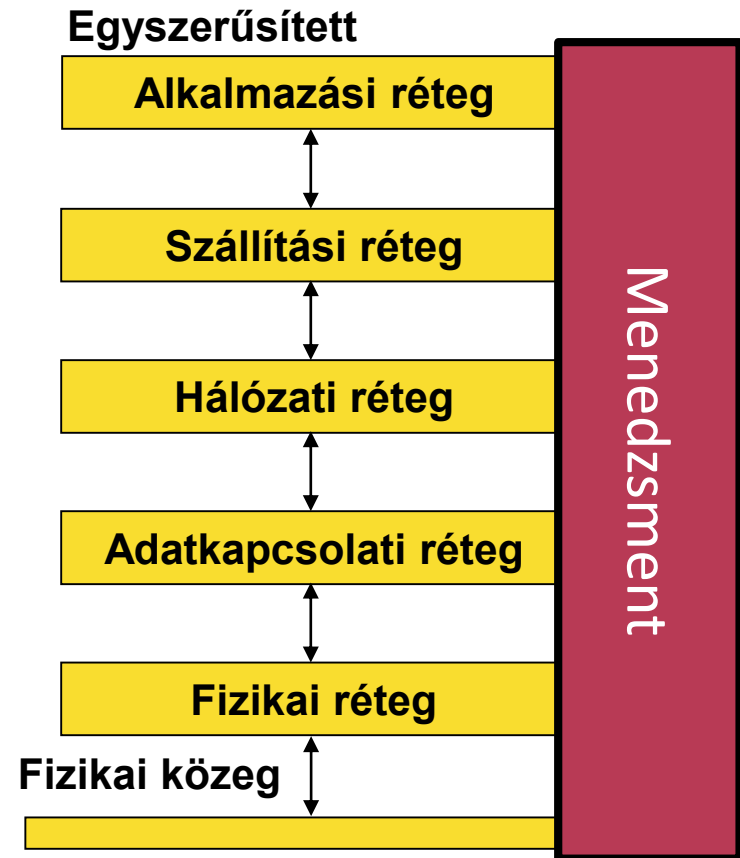 Egyszerűsített
Alkalmazási réteg
Szállítási réteg
Hálózati réteg
Adatkapcsolati réteg
Fizikai réteg
Fizikai közeg
Menedzsment